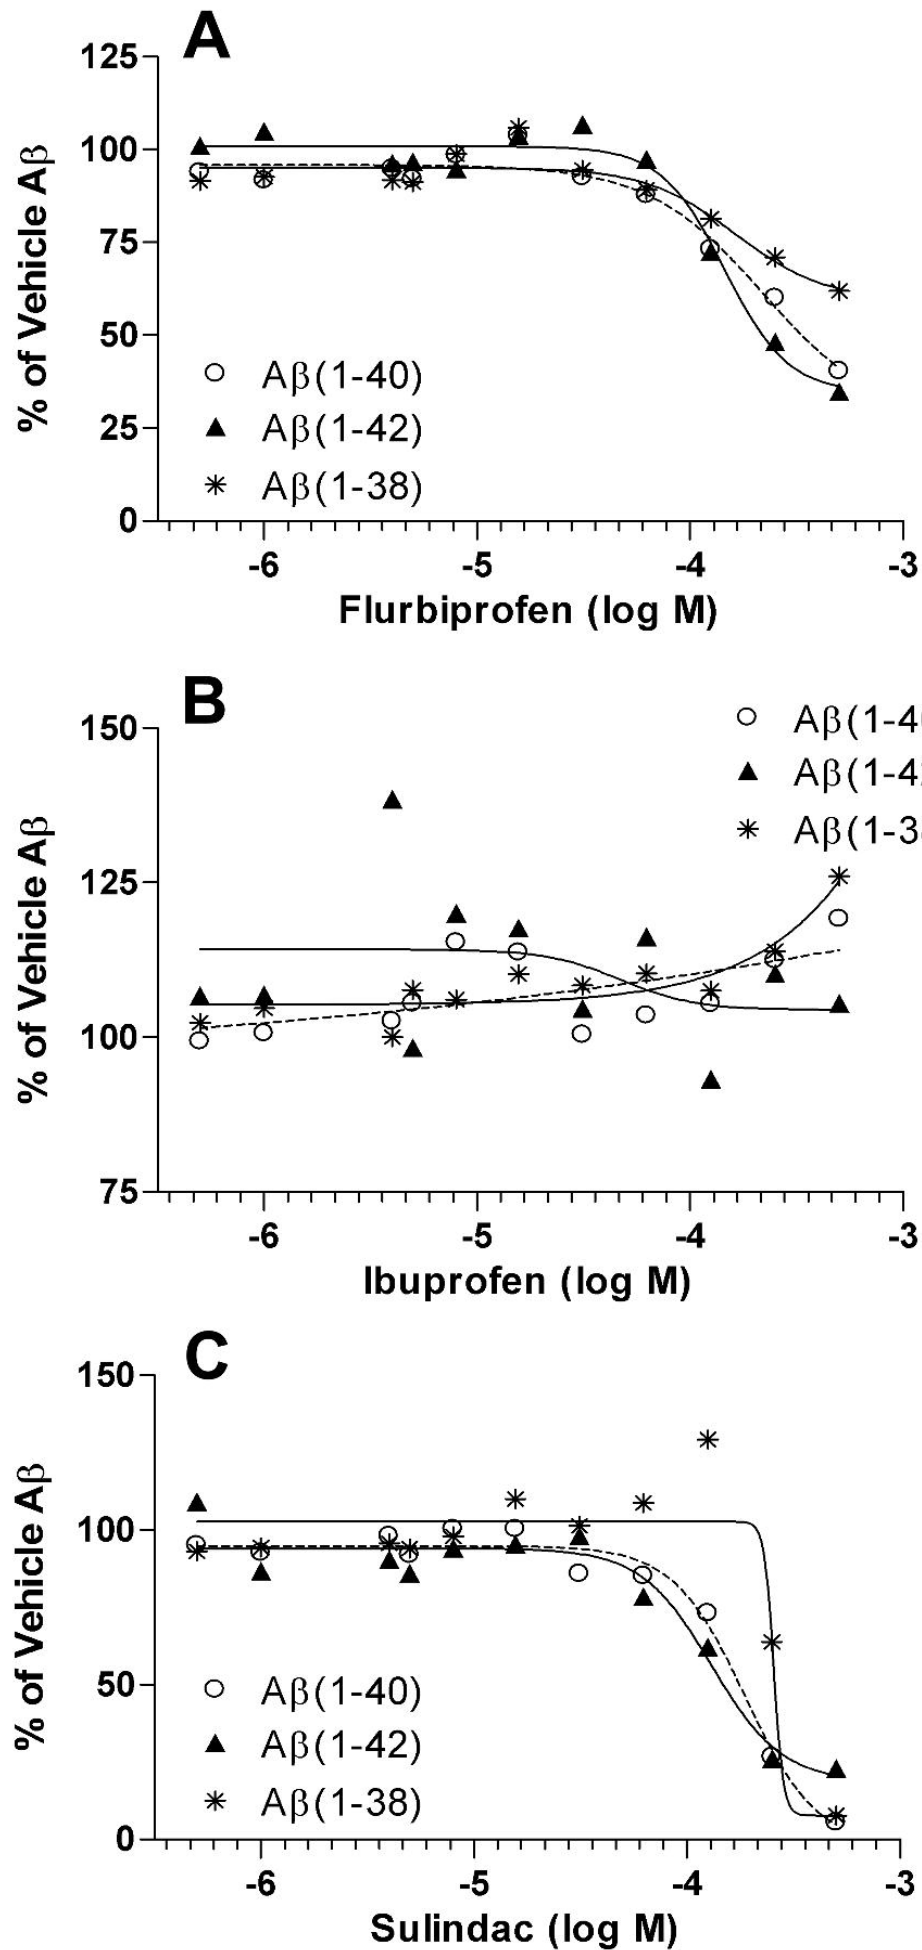 A
125
100
75
50
25
0
% of Vehicle Aβ
Aβ(1-40)
Aβ(1-42)
Aβ(1-38)
-6 -5 -4 -3
Flurbiprofen (log M)
B
150
125
100
75
% of Vehicle Aβ
Aβ(1-4
Aβ(1-4
Aβ(1-3
-6 -5 -4 -3
Ibuprofen (log M)
C
150
100
50
0
% of Vehicle Aβ
Aβ(1-40)
Aβ(1-42)
Aβ(1-38)
-6 -5 -4 -3
Sulindac (log M)